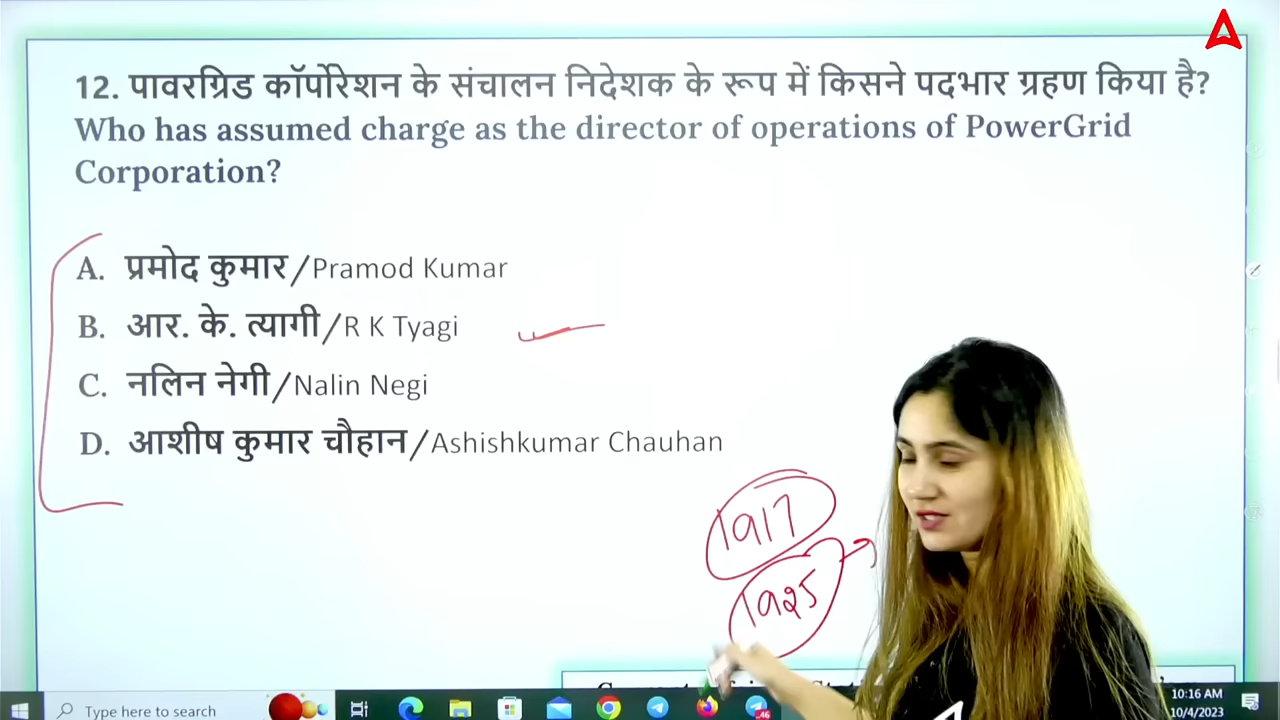 12. पावरग्रिड कॉर्पोरेशन के संचालन निदेशक के रूप में किसने पदभार ग्रहण किया है?
Who has assumed charge as the director of operations of PowerGrid
Corporation?
A. प्रमोद कुमार/Pramod Kumar
B. आर. के. त्यागी/R K Tyagi
C. नलिन नेगी/Nalin Negi
D. आशीष कुमार चौहान/Ashishkumar Chauhan
1917
1925
Type here to search
46
10:16 AM
10/4/2023